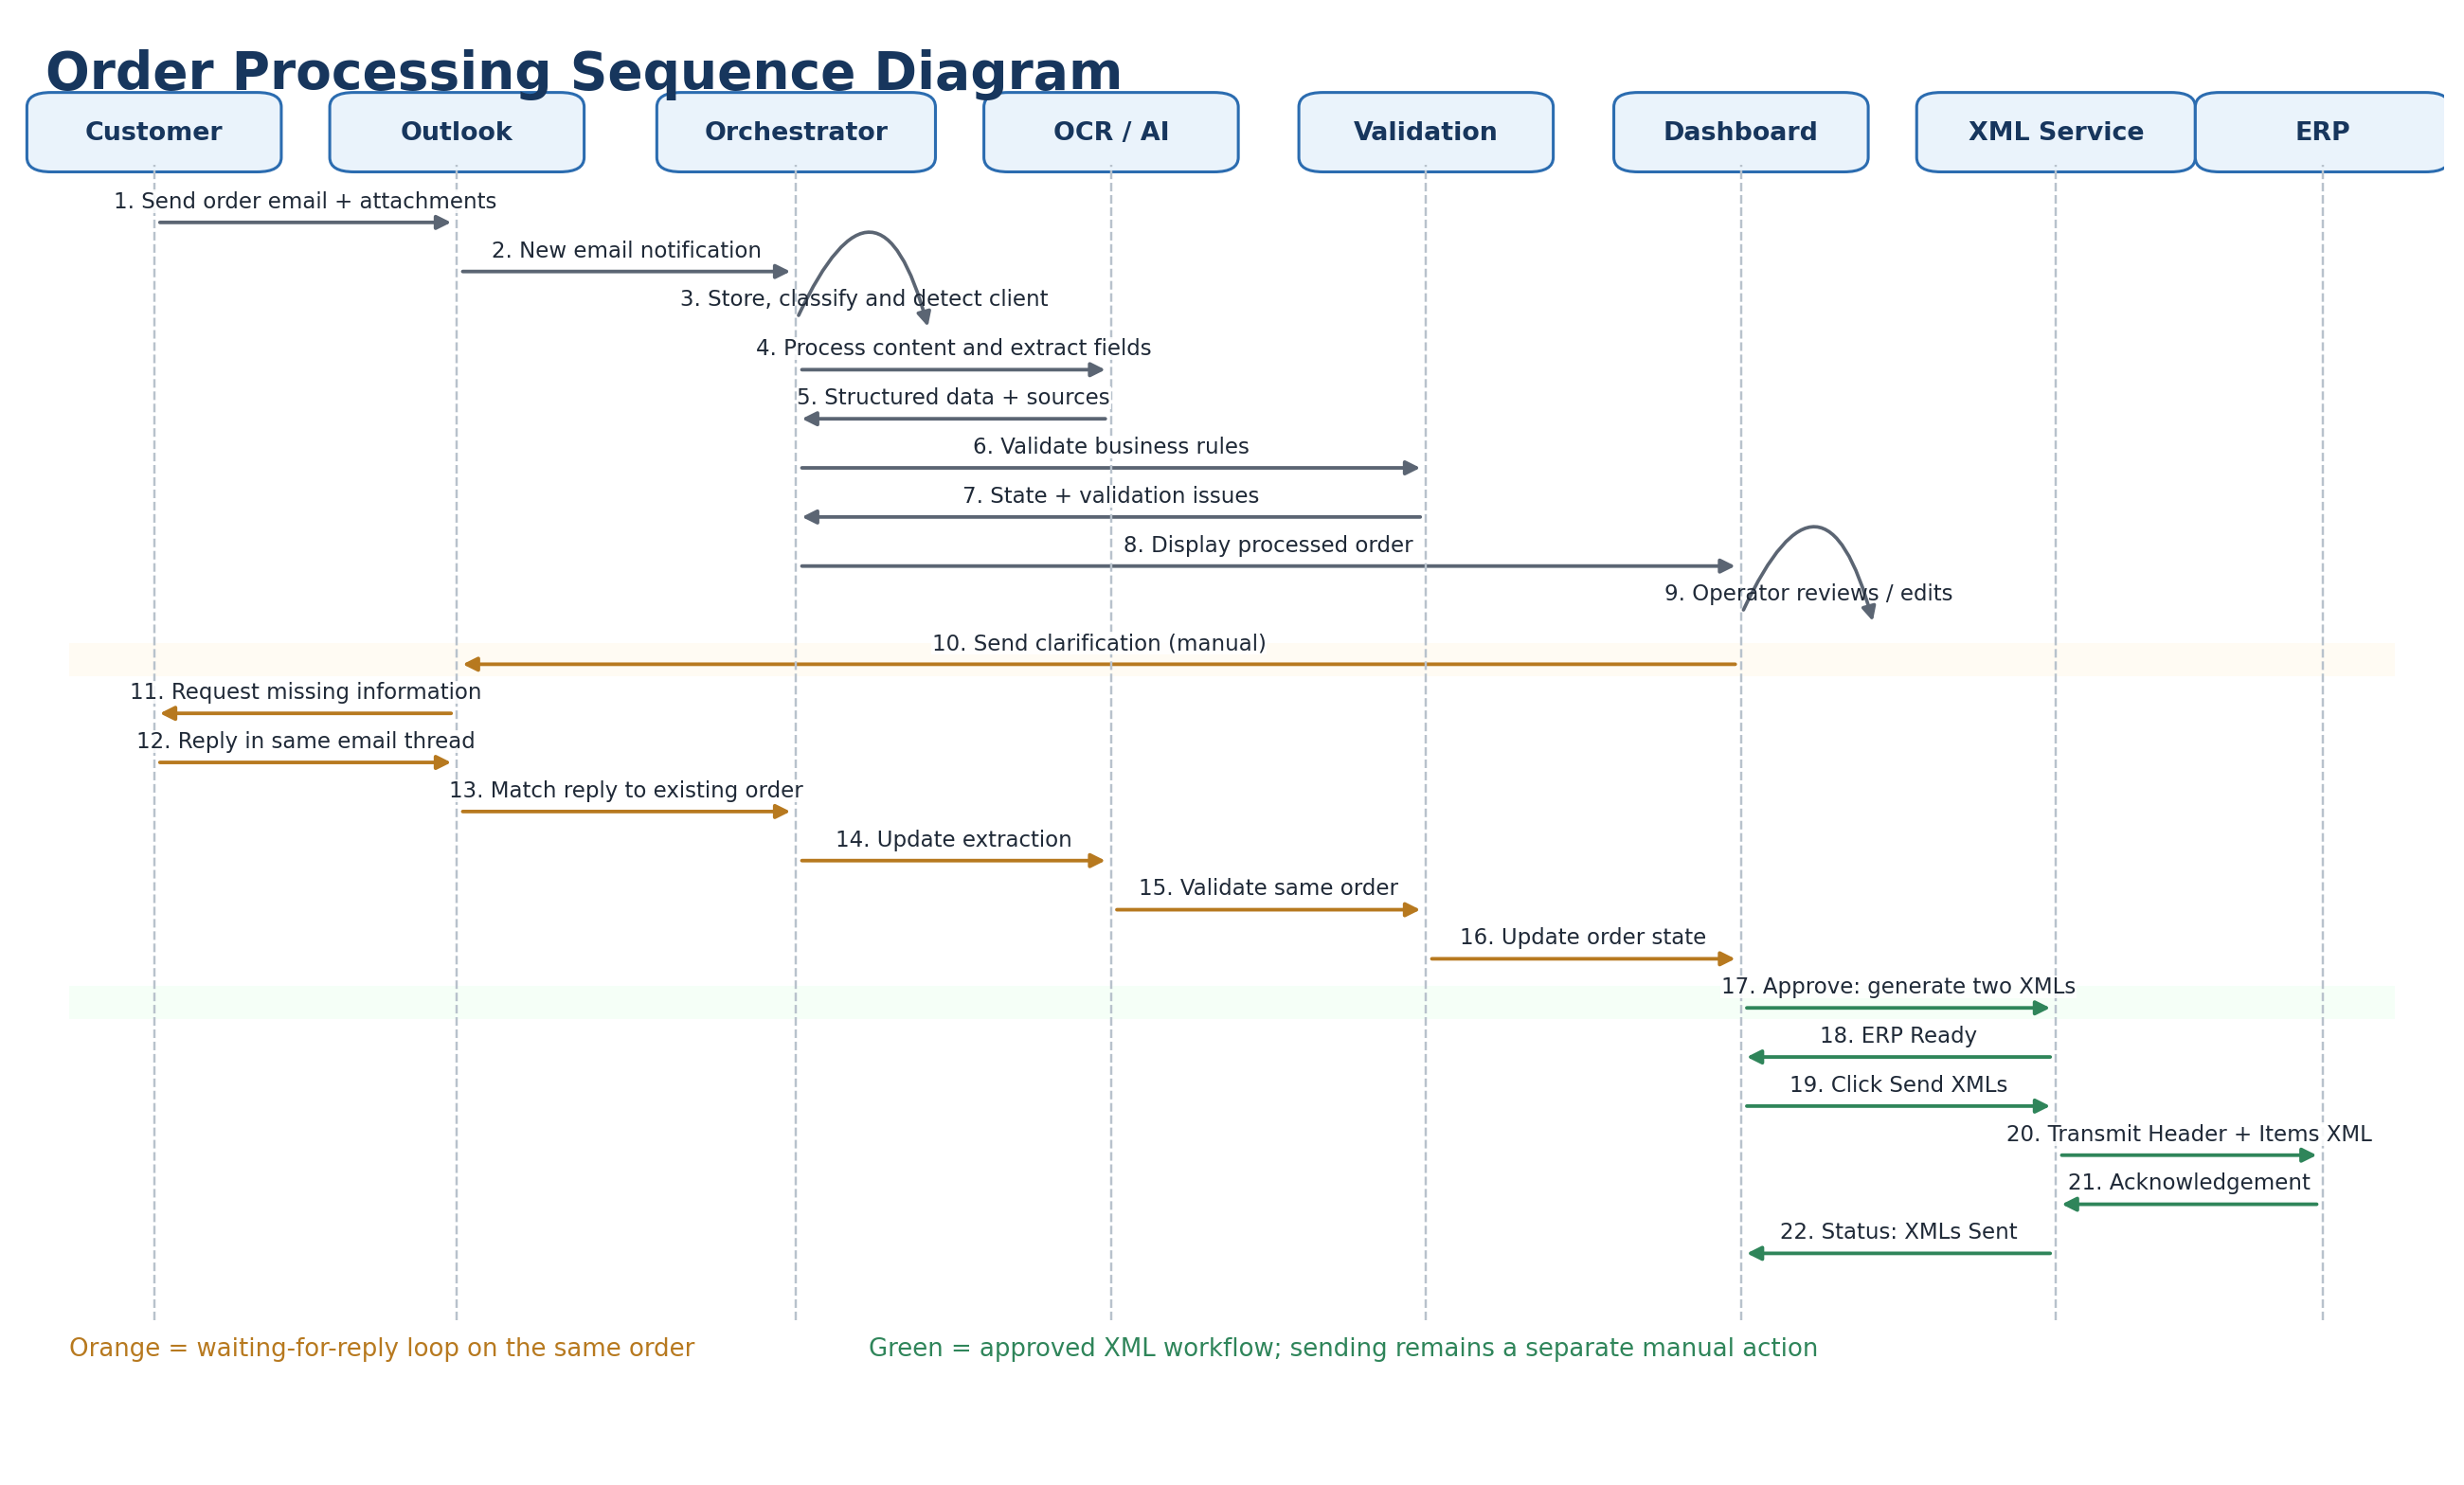 Order Processing Sequence Diagram
Customer
Outlook
Orchestrator
OCR / AI
Validation
Dashboard
XML Service
ERP
1. Send order email + attachments
2. New email notification
3. Store, classify and detect client
4. Process content and extract fields
5. Structured data + sources
6. Validate business rules
7. State + validation issues
8. Display processed order
9. Operator reviews / edits
10. Send clarification (manual)
11. Request missing information
12. Reply in same email thread
13. Match reply to existing order
14. Update extraction
15. Validate same order
16. Update order state
17. Approve: generate two XMLs
18. ERP Ready
19. Click Send XMLs
20. Transmit Header + Items XML
21. Acknowledgement
22. Status: XMLs Sent
Orange = waiting-for-reply loop on the same order
Green = approved XML workflow; sending remains a separate manual action